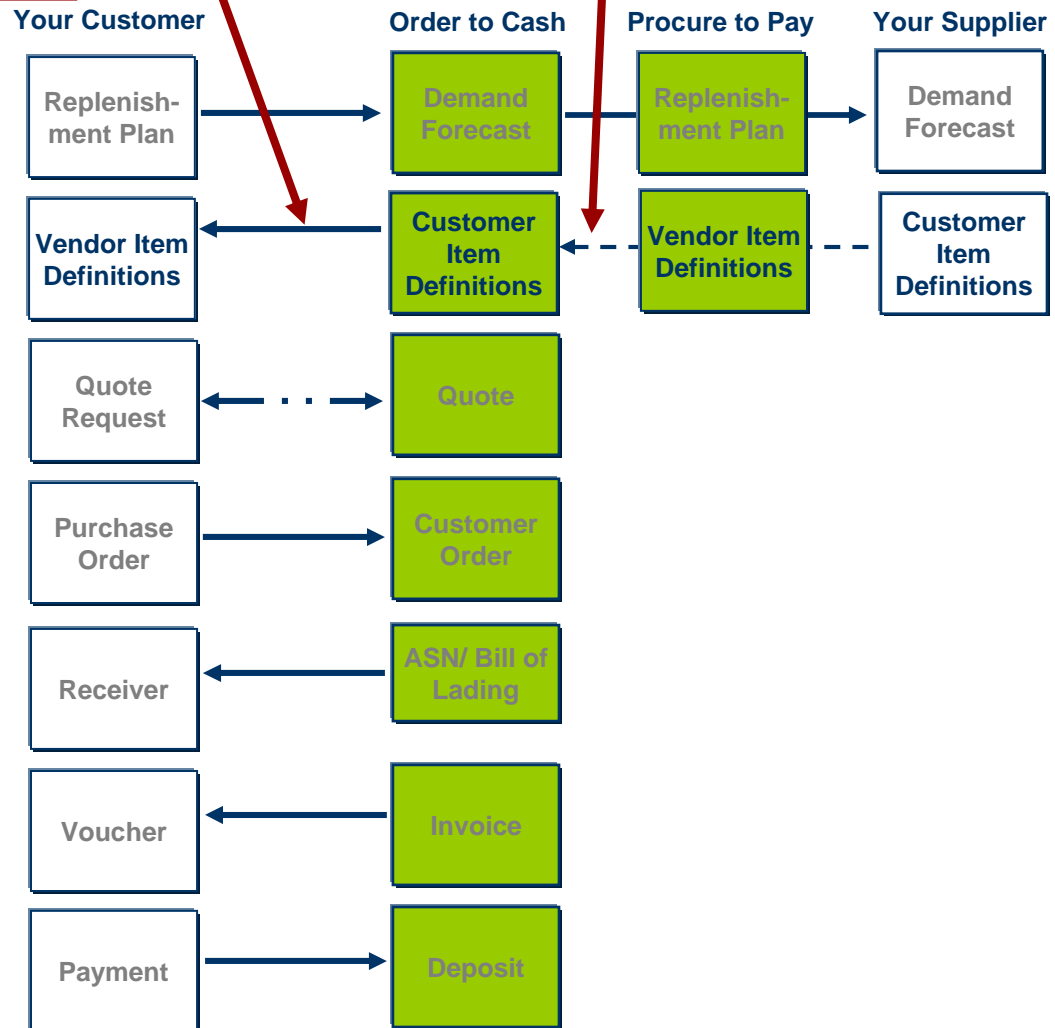 Your Customer
Order to Cash
Procure to Pay
Your Supplier
Replenish-
ment Plan
Demand
Forecast
Replenish-
ment Plan
Demand
Forecast
Vendor Item
Definitions
Customer
Item
Definitions
Vendor Item
Definitions
Customer
Item
Definitions
Quote
Request
Quote
Purchase
Order
Customer
Order
Receiver
ASN/ Bill of
Lading
Voucher
Invoice
Payment
Deposit